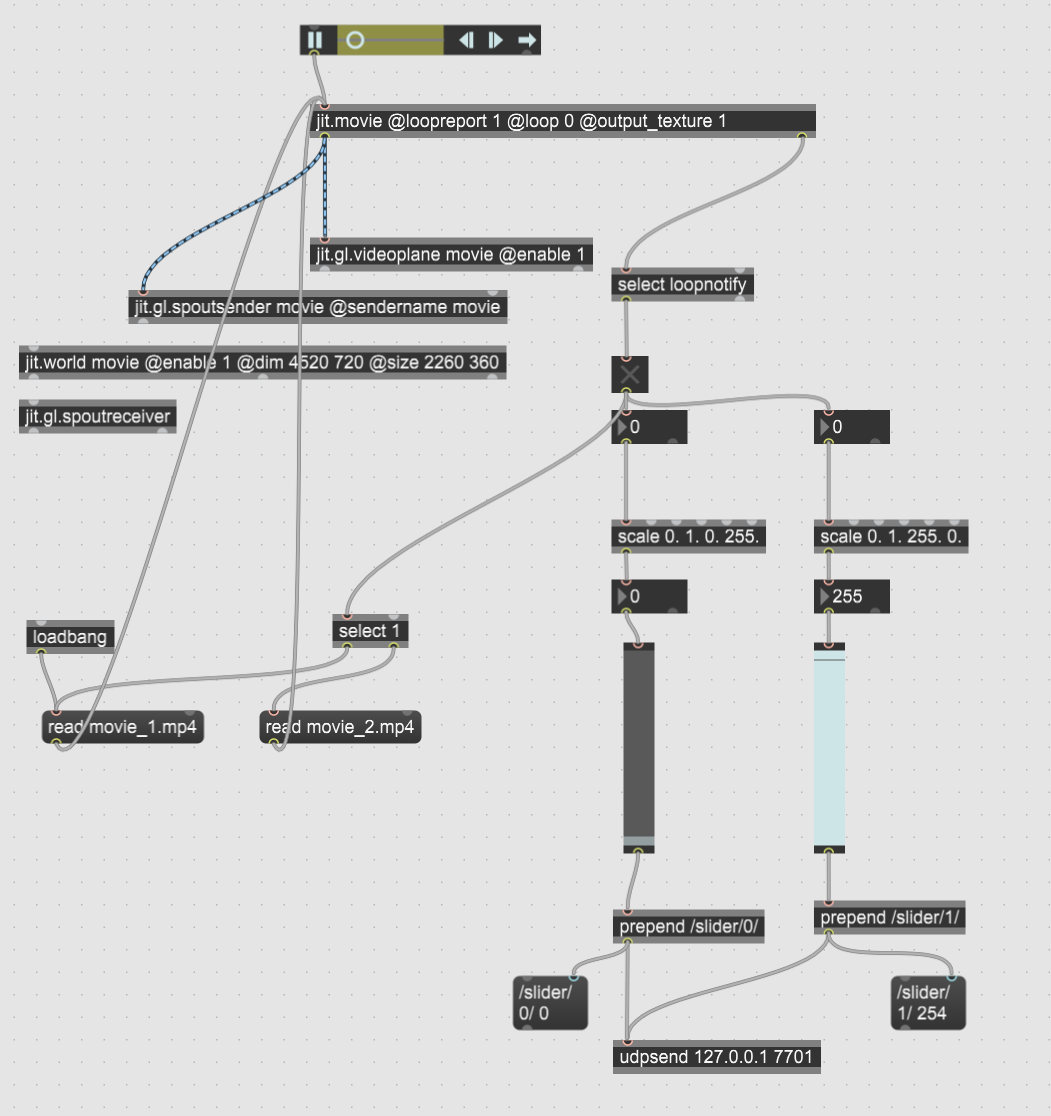 jit.movie @loopreport 1 @loop 0 @output_texture 1
jit.gl.videoplane movie @enable 1
select loopnotify
jit.gl.spoutsender movie @sendername movie
jit.world movie @enable 1 @dim 4520 720 @size 2260 360
jit.gl.spoutreceiver
0
0
scale 0. 1. 0. 255.
scale 0. 1. 255. 0.
0
255
loadbang
select 1
read movie_1.mp4
read movie_2.mp4
prepend /slider/0/
prepend /slider/1/
/slider/
0/ 0
/slider/
1/ 254
udpsend 127.0.0.1 7701